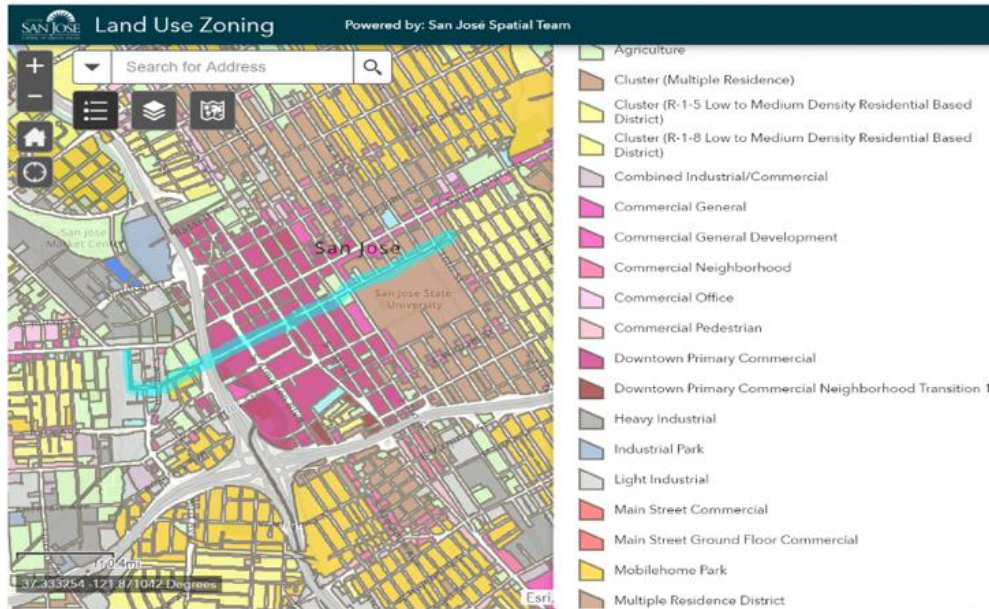 SAN JOSE
Land Use Zoning
Powered by: San José Spatial Team
Search for Address
San Jose
Market Center
San Jose
San Jose State
University
0.4mi
37.333254 -121.871042 Degrees
Esri,
Agriculture
Cluster (Multiple Residence)
Cluster (R-1-5 Low to Medium Density Residential Based
District)
Cluster (R-1-8 Low to Medium Density Residential Based
District)
Combined Industrial/Commercial
Commercial General
Commercial General Development
Commercial Neighborhood
Commercial Office
Commercial Pedestrian
Downtown Primary Commercial
Downtown Primary Commercial Neighborhood Transition 1
Heavy Industrial
Industrial Park
Light Industrial
Main Street Commercial
Main Street Ground Floor Commercial
Mobilehome Park
Multiple Residence District